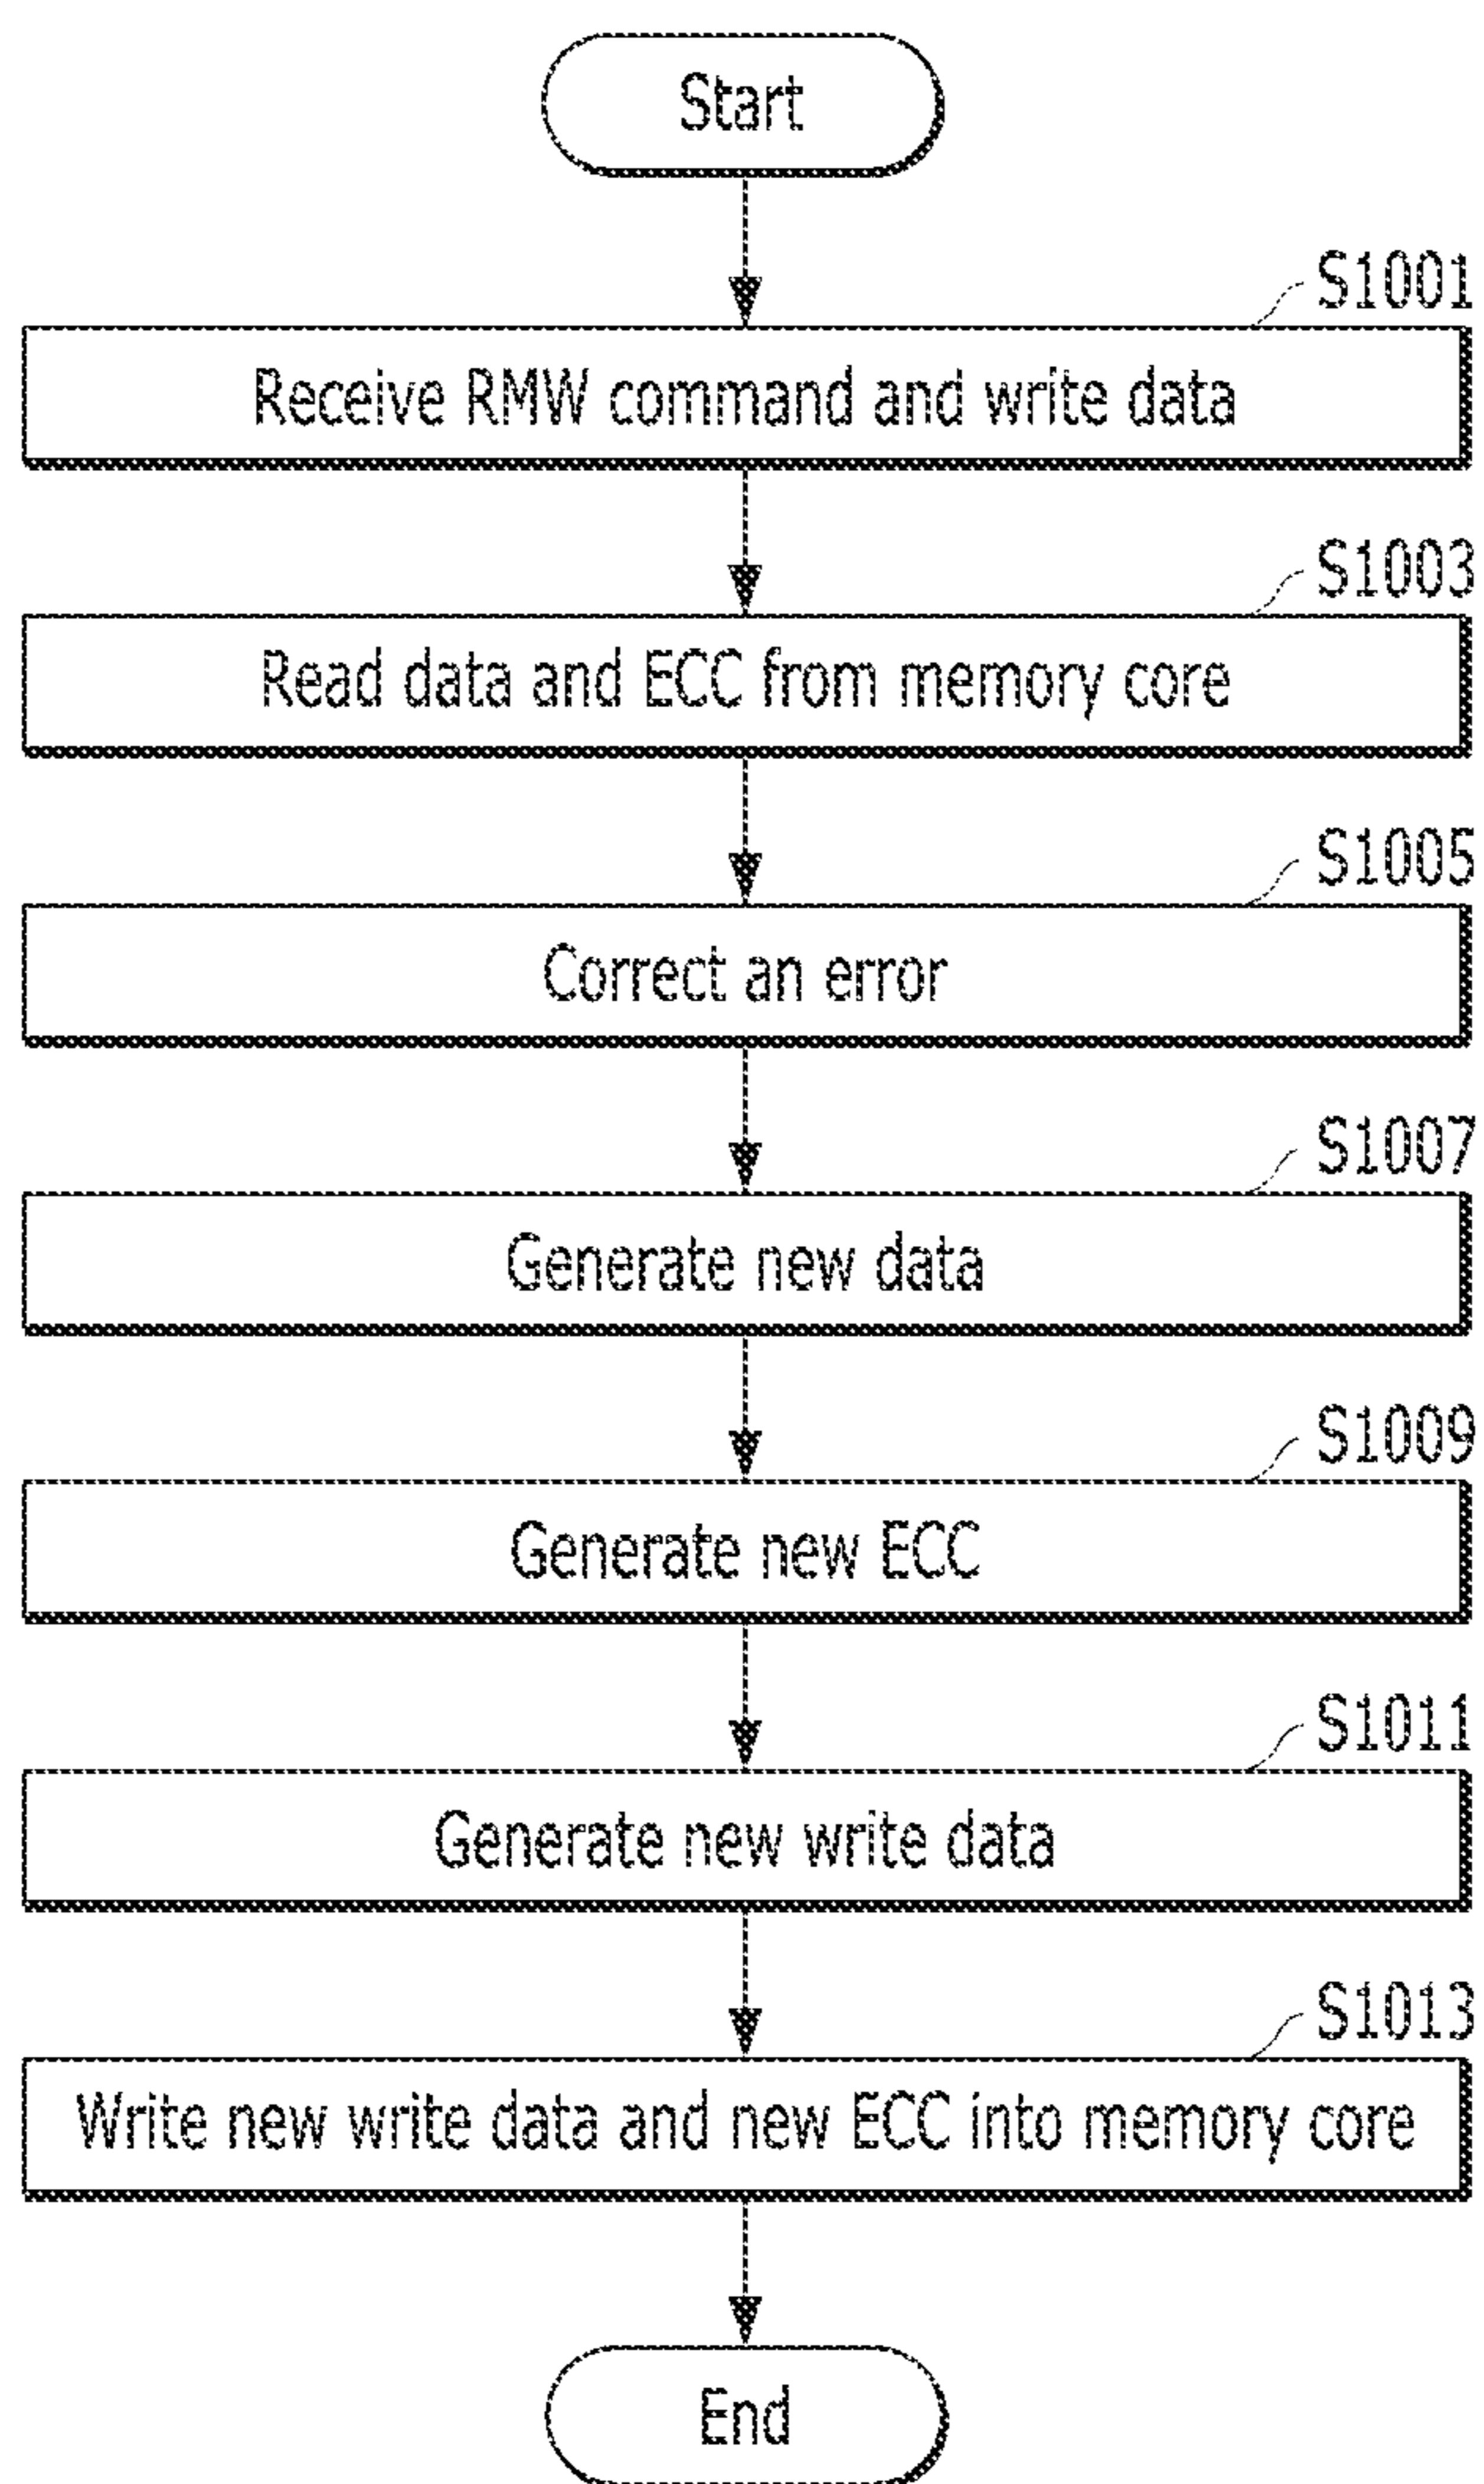 Start
S1001
Receive RMW command and write data
S1003
Read data and ECC from memory core
S1005
Correct an error
S1007
Generate new data
S1009
Generate new ECC
S1011
Generate new write data
S1013
Write new write data and new ECC into memory core
End